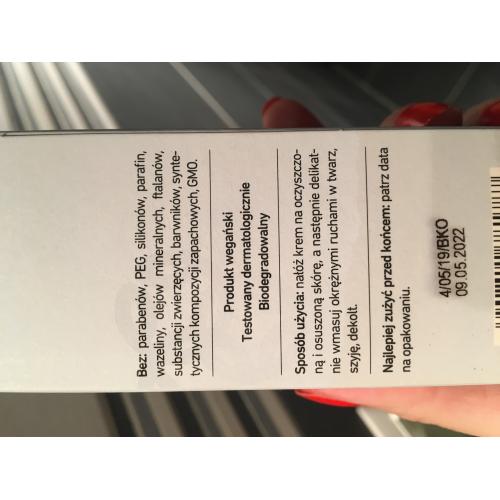 Bez: parabenów, PEG, silikonów, parafin,
wazeliny, olejów mineralnych, ftalanów,
substancji zwierzęcych, barwników, synte-
tycznych kompozycji zapachowych, GMO.
Produkt wegański
Testowany dermatologicznie
Biodegradowalny
Sposób użycia: nałóż krem na oczyszczo-
ną i osuszoną skórę, a następnie delikat-
nie wmasuj okrężnymi ruchami w twarz,
szyję, dekolt.
Najlepiej zużyć przed końcem: patrz data
na opakowaniu.
4/05/19/BKO
09.05.2022